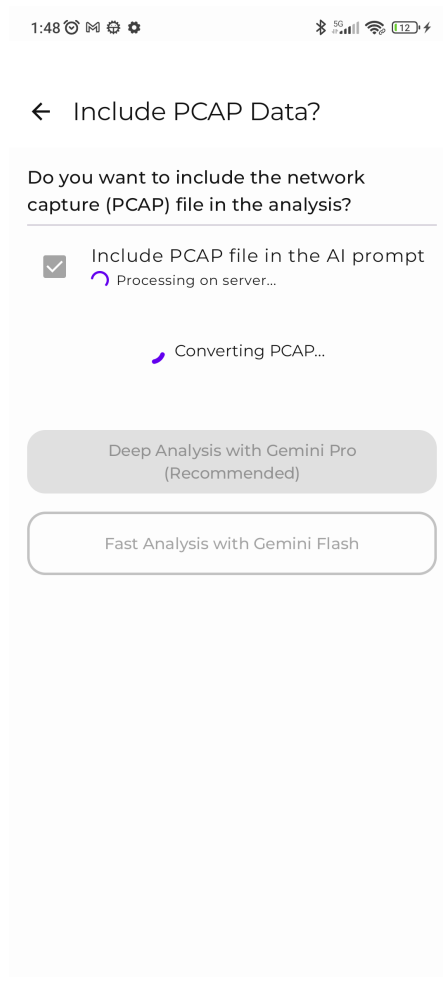 1:48
5G
12
Include PCAP Data?
Do you want to include the network
capture (PCAP) file in the analysis?
Include PCAP file in the AI prompt
Processing on server...
Converting PCAP...
Deep Analysis with Gemini Pro
(Recommended)
Fast Analysis with Gemini Flash